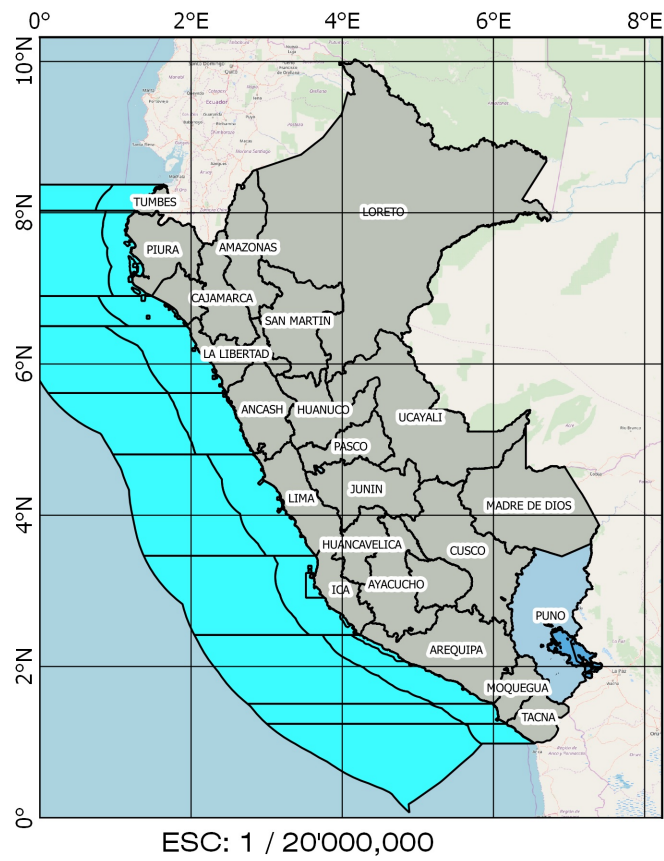 0° 2°E 4°E 6°E 8°E
10°N
Ecuador
LORETO
8°N
TUMBES
PIURA
AMAZONAS
CAJAMARCA
SAN MARTIN
6°N
LA LIBERTAD
ANCASH
HUANUCO
UCAYALI
PASCO
LIMA
JUNIN
MADRE DE DIOS
4°N
HUANCAVELICA
CUSCO
ICA
AYACUCHO
PUNO
AREQUIPA
2°N
MOQUEGUA
TACNA
0°
ESC: 1 / 20'000,000